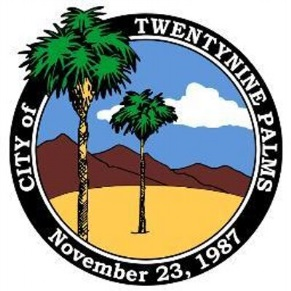 CITY of
TWENTYNINE PALMS
November 23, 1987